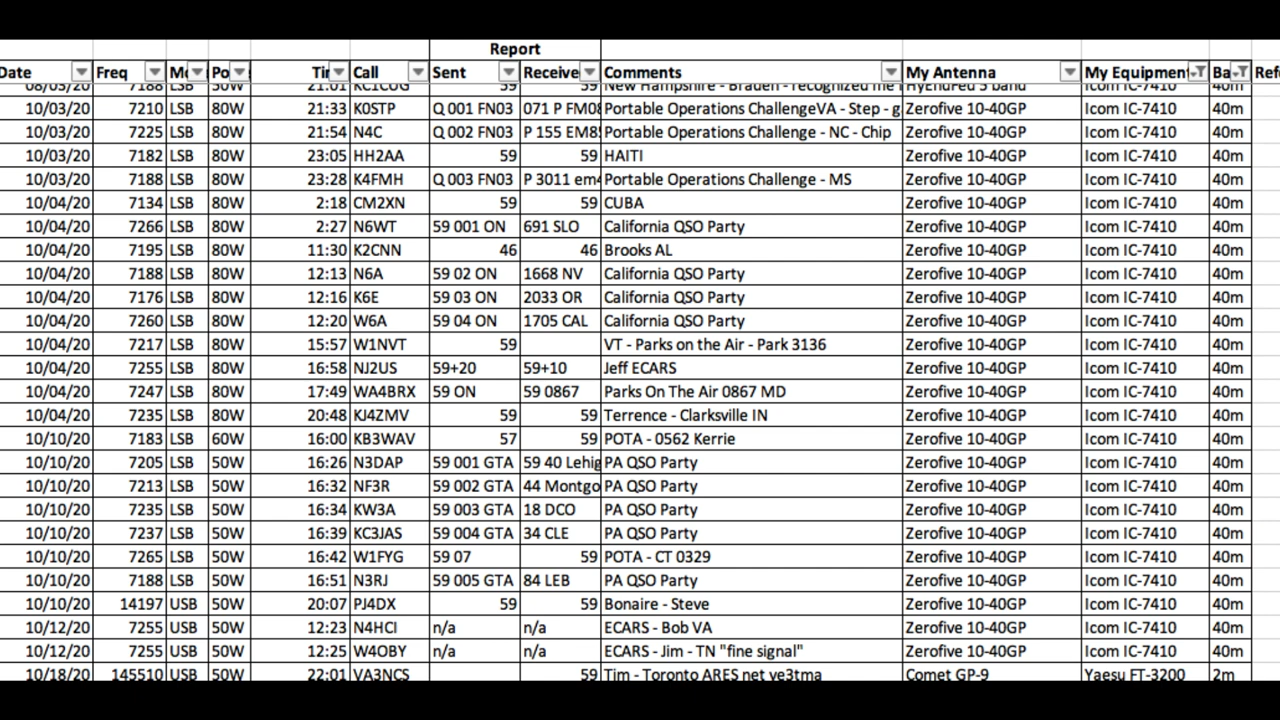 Report
Date Freq Mo Po Tir Call Sent Receive Comments My Antenna My Equipment Ba Refe
08/03/20 7188 LSB 50W 21:01 KC1CUG 59 59 New Hampshire - Braden - recognized me HyEndFed 5 band Icom IC-7410 40m
10/03/20 7210 LSB 80W 21:33 K0STP Q 001 FN03 071 P FM08 Portable Operations ChallengeVA - Step - g Zerofive 10-40GP Icom IC-7410 40m
10/03/20 7225 LSB 80W 21:54 N4C Q 002 FN03 P 155 EM85 Portable Operations Challenge - NC - Chip Zerofive 10-40GP Icom IC-7410 40m
10/03/20 7182 LSB 80W 23:05 HH2AA 59 59 HAITI Zerofive 10-40GP Icom IC-7410 40m
10/03/20 7188 LSB 80W 23:28 K4FMH Q 003 FN03 P 3011 em4 Portable Operations Challenge - MS Zerofive 10-40GP Icom IC-7410 40m
10/04/20 7134 LSB 80W 2:18 CM2XN 59 59 CUBA Zerofive 10-40GP Icom IC-7410 40m
10/04/20 7266 LSB 80W 2:27 N6WT 59 001 ON 691 SLO California QSO Party Zerofive 10-40GP Icom IC-7410 40m
10/04/20 7195 LSB 80W 11:30 K2CNN 46 46 Brooks AL Zerofive 10-40GP Icom IC-7410 40m
10/04/20 7188 LSB 80W 12:13 N6A 59 02 ON 1668 NV California QSO Party Zerofive 10-40GP Icom IC-7410 40m
10/04/20 7176 LSB 80W 12:16 K6E 59 03 ON 2033 OR California QSO Party Zerofive 10-40GP Icom IC-7410 40m
10/04/20 7260 LSB 80W 12:20 W6A 59 04 ON 1705 CAL California QSO Party Zerofive 10-40GP Icom IC-7410 40m
10/04/20 7217 LSB 80W 15:57 W1NVT 59 VT - Parks on the Air - Park 3136 Zerofive 10-40GP Icom IC-7410 40m
10/04/20 7255 LSB 80W 16:58 NJ2US 59+20 59+10 Jeff ECARS Zerofive 10-40GP Icom IC-7410 40m
10/04/20 7247 LSB 80W 17:49 WA4BRX 59 ON 59 0867 Parks On The Air 0867 MD Zerofive 10-40GP Icom IC-7410 40m
10/04/20 7235 LSB 80W 20:48 KJ4ZMV 59 59 Terrence - Clarksville IN Zerofive 10-40GP Icom IC-7410 40m
10/10/20 7183 LSB 60W 16:00 KB3WAV 57 59 POTA - 0562 Kerrie Zerofive 10-40GP Icom IC-7410 40m
10/10/20 7205 LSB 50W 16:26 N3DAP 59 001 GTA 59 40 Lehig PA QSO Party Zerofive 10-40GP Icom IC-7410 40m
10/10/20 7213 LSB 50W 16:32 NF3R 59 002 GTA 44 Montgo PA QSO Party Zerofive 10-40GP Icom IC-7410 40m
10/10/20 7235 LSB 50W 16:34 KW3A 59 003 GTA 18 DCO PA QSO Party Zerofive 10-40GP Icom IC-7410 40m
10/10/20 7237 LSB 50W 16:39 KC3JAS 59 004 GTA 34 CLE PA QSO Party Zerofive 10-40GP Icom IC-7410 40m
10/10/20 7265 LSB 50W 16:42 W1FYG 59 07 59 POTA - CT 0329 Zerofive 10-40GP Icom IC-7410 40m
10/10/20 7188 LSB 50W 16:51 N3RJ 59 005 GTA 84 LEB PA QSO Party Zerofive 10-40GP Icom IC-7410 40m
10/10/20 14197 USB 50W 20:07 PJ4DX 59 59 Bonaire - Steve Zerofive 10-40GP Icom IC-7410 40m
10/12/20 7255 USB 50W 12:23 N4HCI n/a n/a ECARS - Bob VA Zerofive 10-40GP Icom IC-7410 40m
10/12/20 7255 USB 50W 12:25 W4OBY n/a n/a ECARS - Jim - TN "fine signal" Zerofive 10-40GP Icom IC-7410 40m
10/18/20 145510 USB 50W 22:01 VA3NCS 59 Tim - Toronto ARES net ve3tma Comet GP-9 Yaesu FT-3200 2m